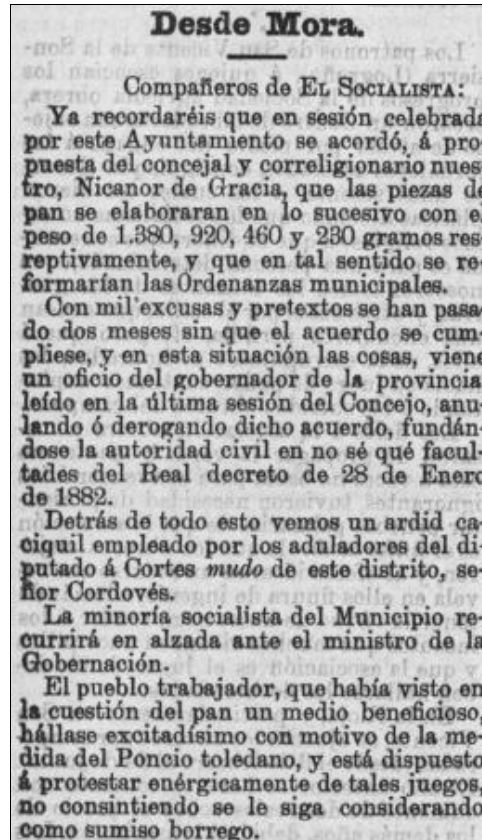 Desde Mora.
Compañeros de EL SOCIALISTA:
Ya recordaréis que en sesión celebrada
por este Ayuntamiento se acordó, á pro-
puesta del concejal y correligionario nues-
tro, Nicanor de Gracia, que las piezas de
pan se elaboraran en lo sucesivo con el
peso de 1.380, 920, 460 y 230 gramos res-
reptivamente, y que en tal sentido se re-
formarían las Ordenanzas municipales.
Con mil excusas y pretextos se han pasa-
do dos meses sin que el acuerdo se cum-
pliese, y en esta situación las cosas, viene
un oficio del gobernador de la provincia,
leído en la última sesión del Concejo, anu-
lando ó derogando dicho acuerdo, fundán-
dose la autoridad civil en no sé qué facul-
tades del Real decreto de 28 de Enero
de 1882.
Detrás de todo esto vemos un ardid ca-
ciquil empleado por los aduladores del di-
putado á Cortes mudo de este distrito, se-
ñor Cordovés.
La minoría socialista del Municipio re-
currirá en alzada ante el ministro de la
Gobernación.
El pueblo trabajador, que había visto en
la cuestión del pan un medio beneficioso,
hállase excitadísimo con motivo de la me-
dida del Poncio toledano, y está dispuesto
á protestar enérgicamente de tales juegos,
no consintiendo se le siga considerando
como sumiso borrego.